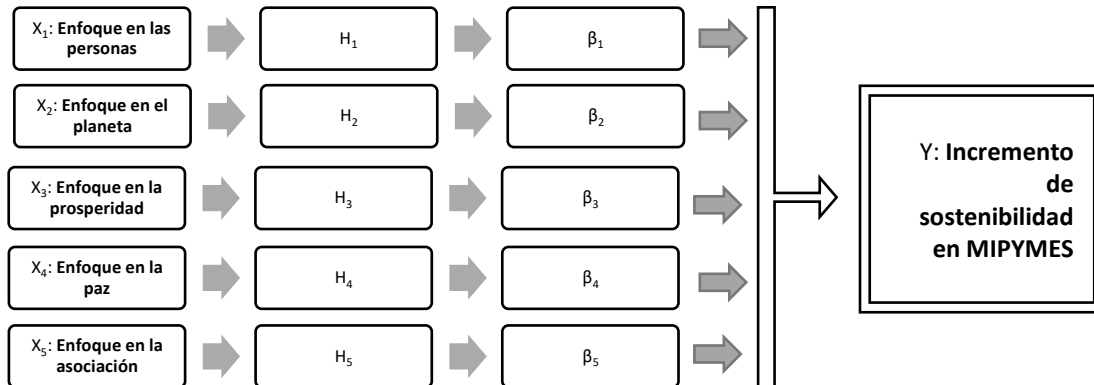 X₁: Enfoque en las
personas
H₁
β₁
X₂: Enfoque en el
planeta
H₂
β₂
X₃: Enfoque en la
prosperidad
H₃
β₃
X₄: Enfoque en la
paz
H₄
β₄
X₅: Enfoque en la
asociación
H₅
β₅
Y: Incremento
de
sostenibilidad
en MIPYMES